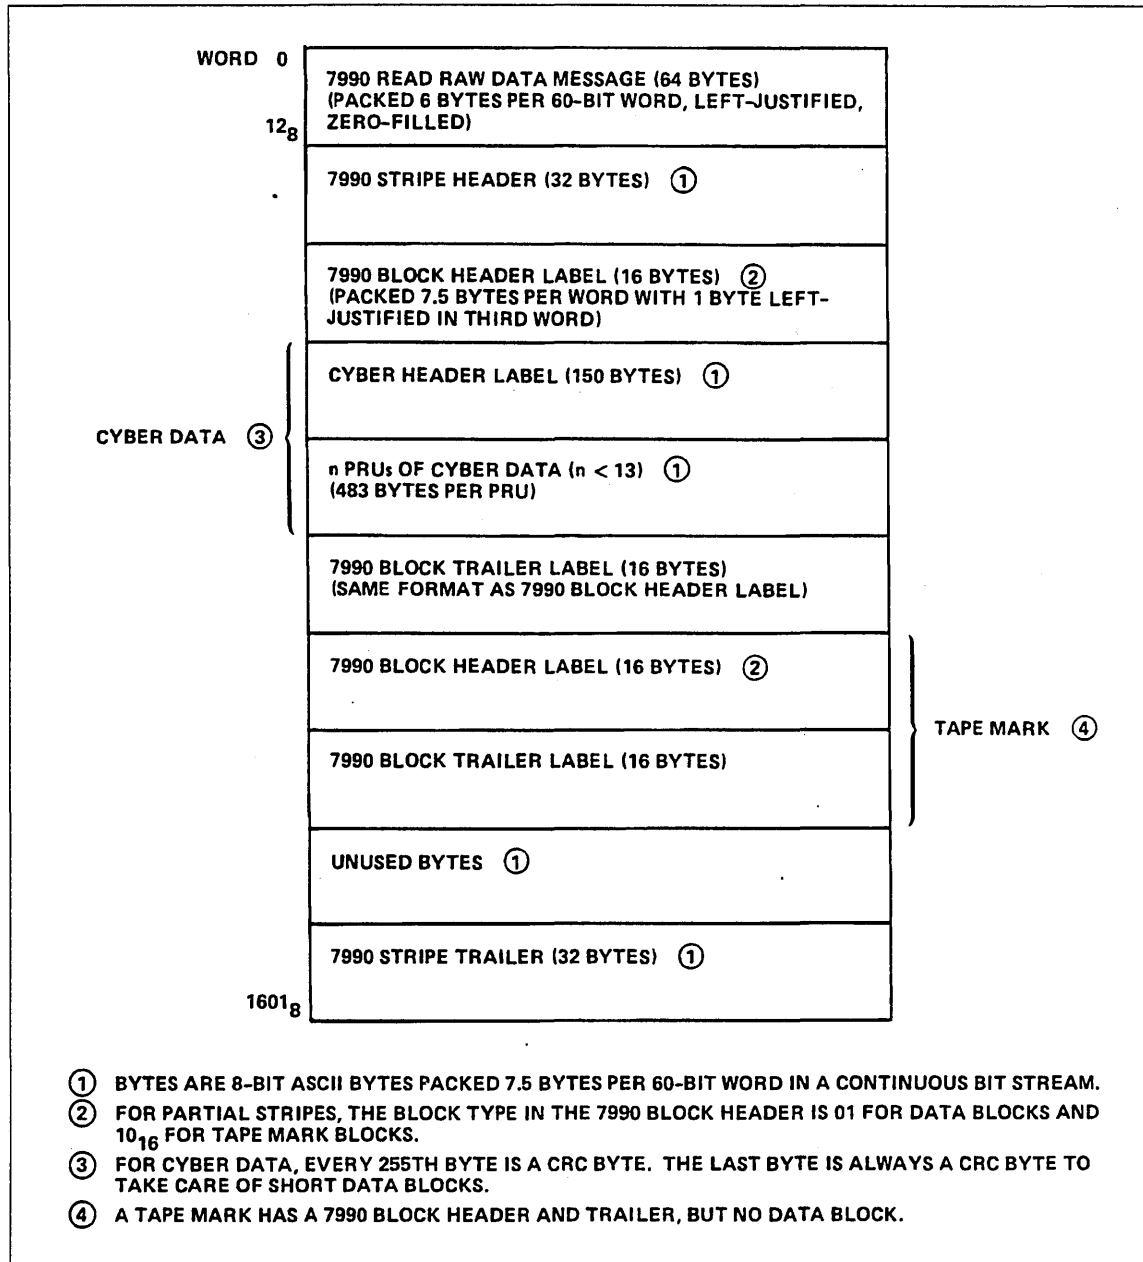 WORD 0
7990 READ RAW DATA MESSAGE (64 BYTES)
(PACKED 6 BYTES PER 60-BIT WORD, LEFT-JUSTIFIED,
ZERO-FILLED)
12₈
7990 STRIPE HEADER (32 BYTES) ①
7990 BLOCK HEADER LABEL (16 BYTES) ②
(PACKED 7.5 BYTES PER WORD WITH 1 BYTE LEFT-
JUSTIFIED IN THIRD WORD)
CYBER HEADER LABEL (150 BYTES) ①
CYBER DATA ③
n PRUs OF CYBER DATA (n < 13) ①
(483 BYTES PER PRU)
7990 BLOCK TRAILER LABEL (16 BYTES)
(SAME FORMAT AS 7990 BLOCK HEADER LABEL)
7990 BLOCK HEADER LABEL (16 BYTES) ②
TAPE MARK ④
7990 BLOCK TRAILER LABEL (16 BYTES)
UNUSED BYTES ①
7990 STRIPE TRAILER (32 BYTES) ①
1601₈
① BYTES ARE 8-BIT ASCII BYTES PACKED 7.5 BYTES PER 60-BIT WORD IN A CONTINUOUS BIT STREAM.
② FOR PARTIAL STRIPES, THE BLOCK TYPE IN THE 7990 BLOCK HEADER IS 01 FOR DATA BLOCKS AND
10₁₆ FOR TAPE MARK BLOCKS.
③ FOR CYBER DATA, EVERY 255TH BYTE IS A CRC BYTE. THE LAST BYTE IS ALWAYS A CRC BYTE TO
TAKE CARE OF SHORT DATA BLOCKS.
④ A TAPE MARK HAS A 7990 BLOCK HEADER AND TRAILER, BUT NO DATA BLOCK.